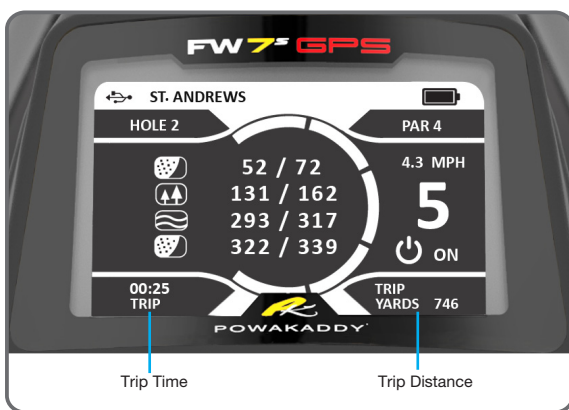 FW7s GPS
ST. ANDREWS
HOLE 2 PAR 4
52 / 72 4.3 MPH
131 / 162 5
293 / 317
322 / 339 ON
00:25 TRIP
TRIP YARDS 746
POWAKADDY
Trip Time Trip Distance